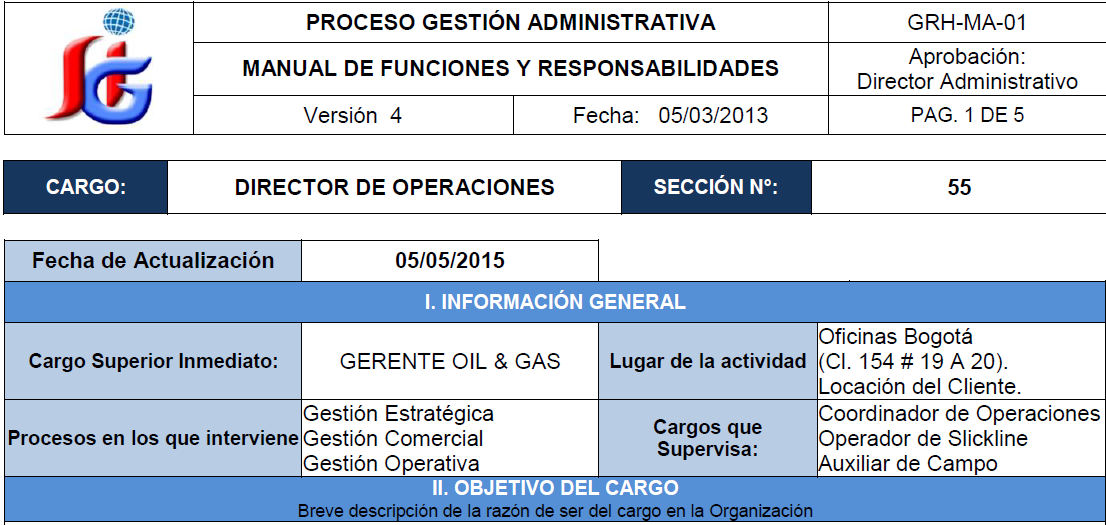 PROCESO GESTIÓN ADMINISTRATIVA
GRH-MA-01
MANUAL DE FUNCIONES Y RESPONSABILIDADES
Aprobación:
Director Administrativo
Versión 4
Fecha: 05/03/2013
PAG. 1 DE 5
CARGO:
DIRECTOR DE OPERACIONES
SECCIÓN N°:
55
Fecha de Actualización
05/05/2015
I. INFORMACIÓN GENERAL
Cargo Superior Inmediato:
GERENTE OIL & GAS
Lugar de la actividad
Oficinas Bogotá
(Cl. 154 # 19 A 20).
Locación del Cliente.
Procesos en los que interviene
Gestión Estratégica
Gestión Comercial
Gestión Operativa
Cargos que
Supervisa:
Coordinador de Operaciones
Operador de Slickline
Auxiliar de Campo
II. OBJETIVO DEL CARGO
Breve descripción de la razón de ser del cargo en la Organización